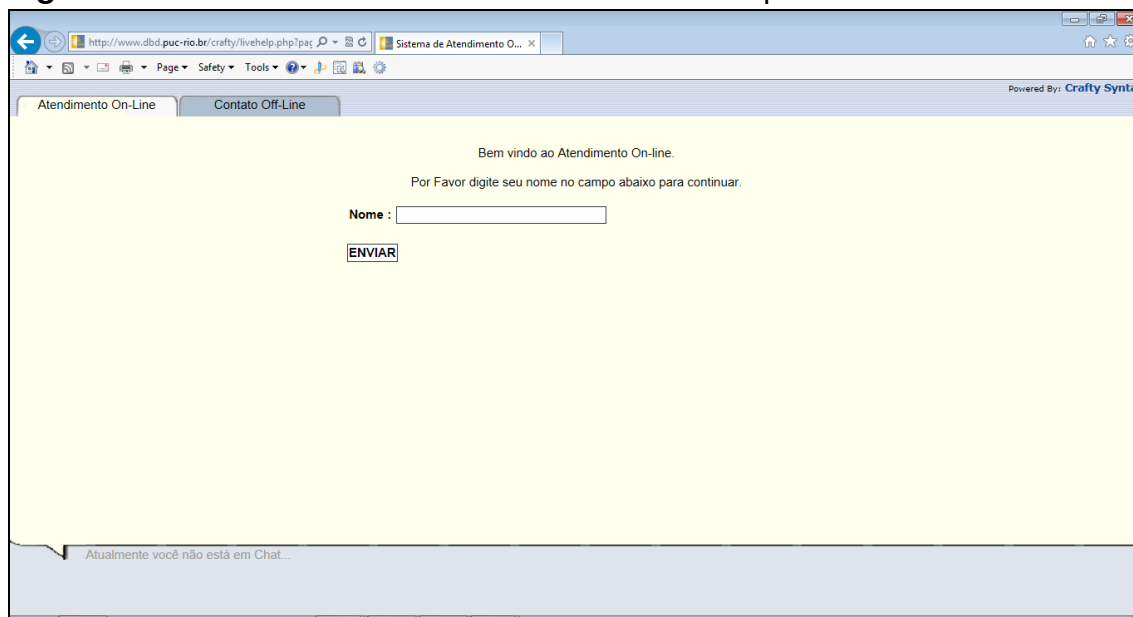 http://www.dbd.puc-rio.br/crafty/livehelp.php?pag
Sistema de Atendimento O...
Page Safety Tools
Powered By: Crafty Synta
Atendimento On-Line Contato Off-Line
Bem vindo ao Atendimento On-line.
Por Favor digite seu nome no campo abaixo para continuar.
Nome :
ENVIAR
Atualmente você não está em Chat...